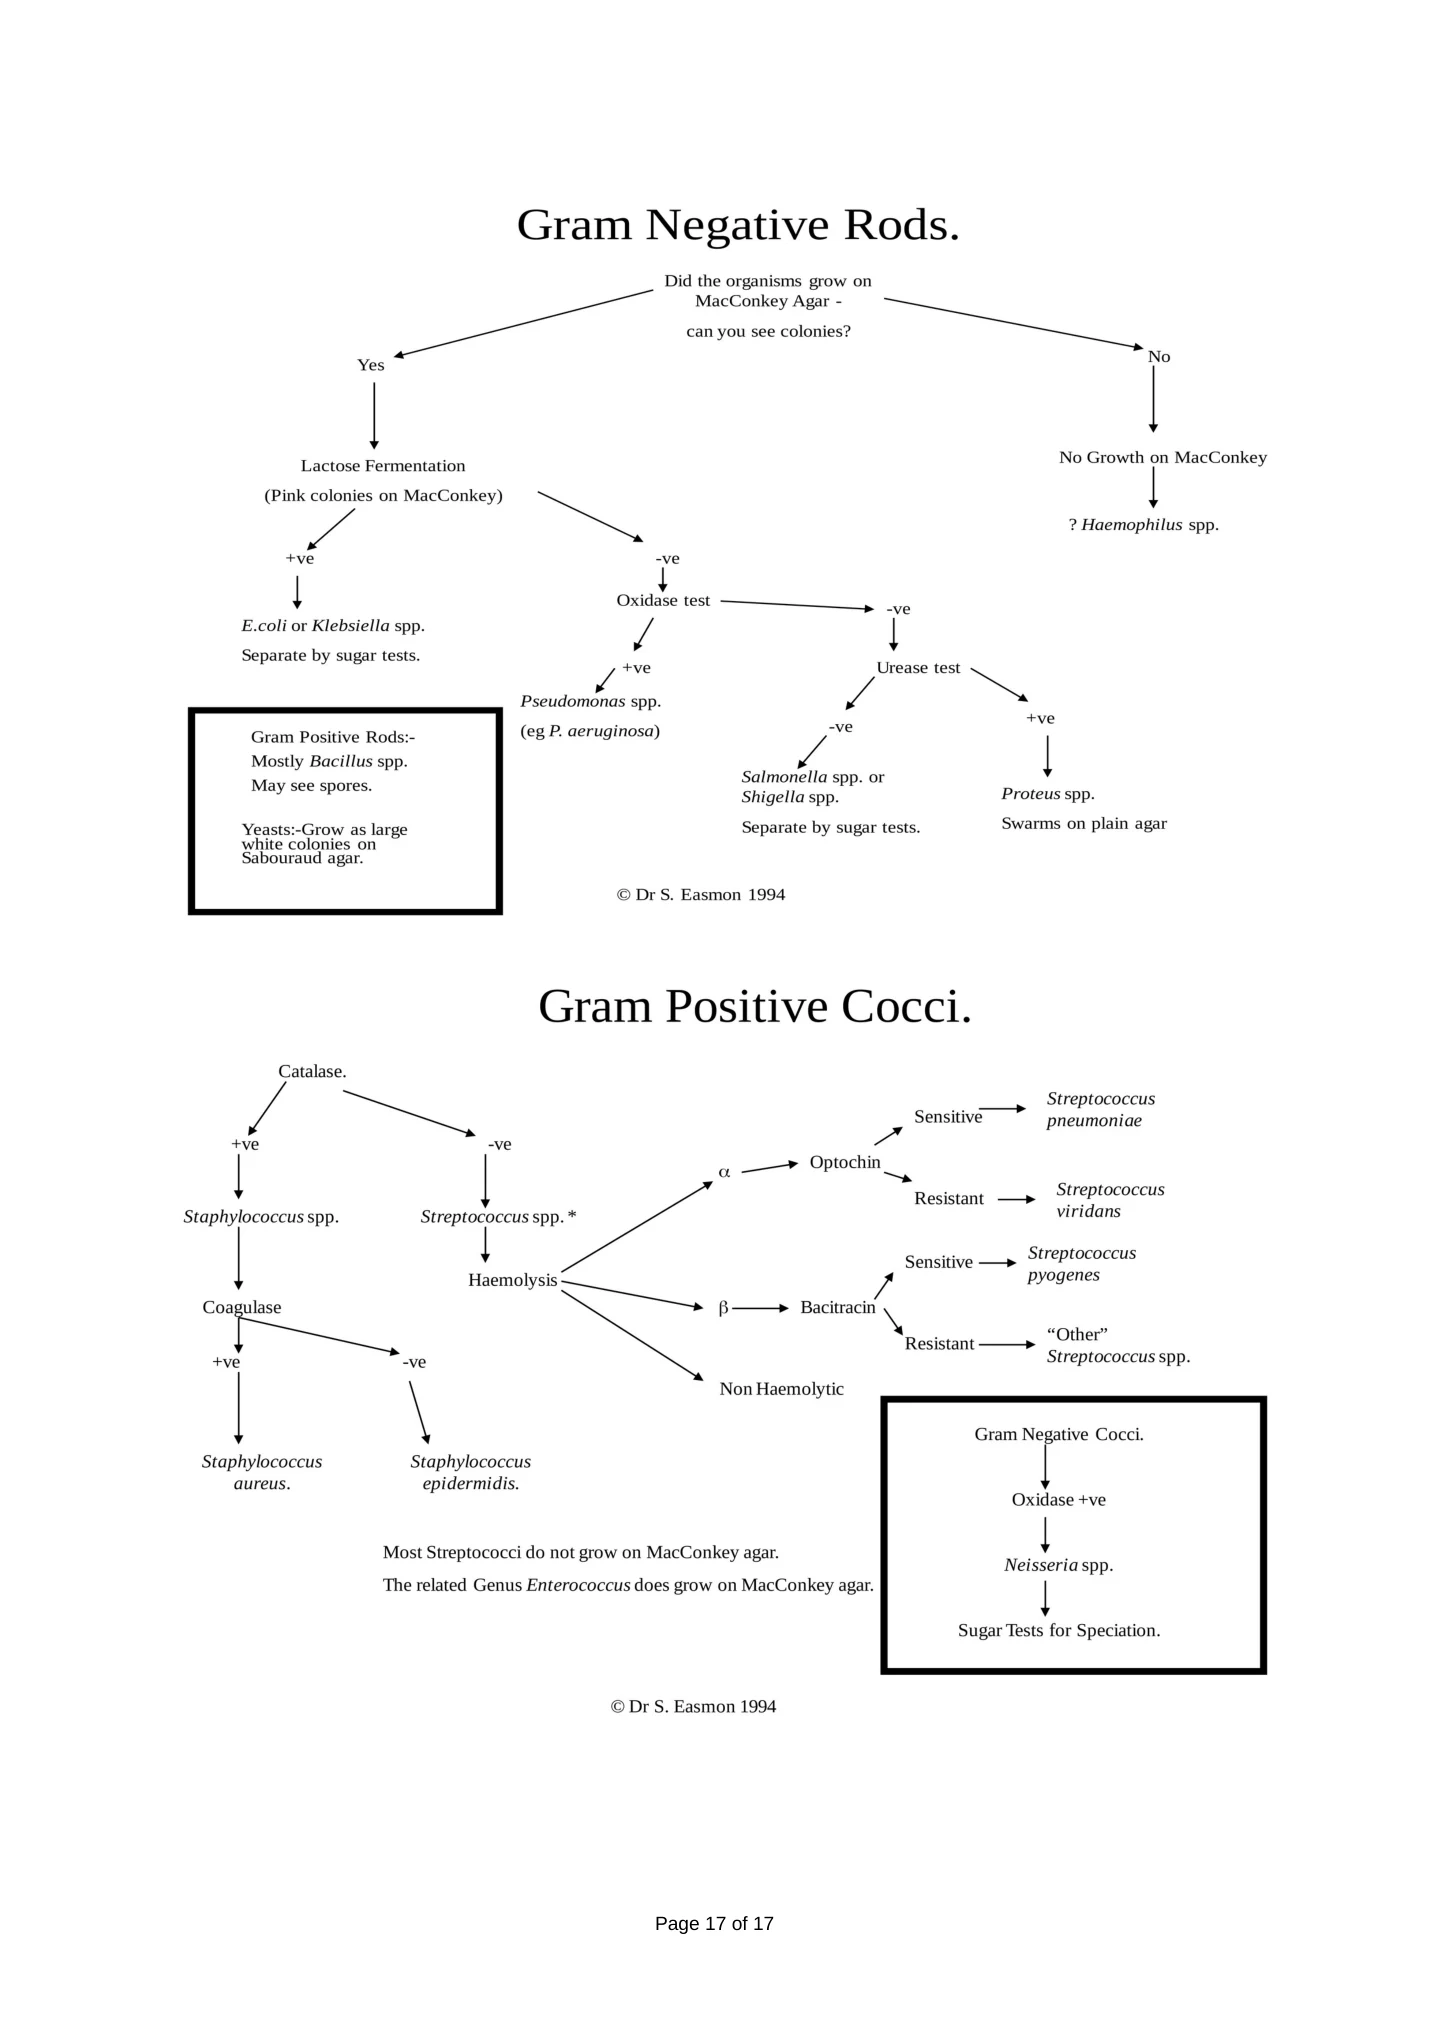 Gram Negative Rods.
Did the organisms grow on
MacConkey Agar -
can you see colonies?
Yes
No
Lactose Fermentation
(Pink colonies on MacConkey)
No Growth on MacConkey
? Haemophilus spp.
+ve
-ve
Oxidase test
-ve
E.coli or Klebsiella spp.
Separate by sugar tests.
+ve
Urease test
Pseudomonas spp.
(eg P. aeruginosa)
-ve
+ve
Salmonella spp. or
Shigella spp.
Separate by sugar tests.
Proteus spp.
Swarms on plain agar
Gram Positive Rods:-
Mostly Bacillus spp.
May see spores.
Yeasts:-Grow as large
white colonies on
Sabouraud agar.
© Dr S. Easmon 1994
Gram Positive Cocci.
Catalase.
+ve
-ve
Staphylococcus spp.
Streptococcus spp. *
Haemolysis
Coagulase
+ve
-ve
Staphylococcus
aureus.
Staphylococcus
epidermidis.
α
Optochin
Sensitive
Streptococcus
pneumoniae
Resistant
Streptococcus
viridans
β
Bacitracin
Sensitive
Streptococcus
pyogenes
Resistant
“Other”
Streptococcus spp.
Non Haemolytic
Gram Negative Cocci.
Oxidase +ve
Neisseria spp.
Sugar Tests for Speciation.
Most Streptococci do not grow on MacConkey agar.
The related Genus Enterococcus does grow on MacConkey agar.
© Dr S. Easmon 1994
Page 17 of 17